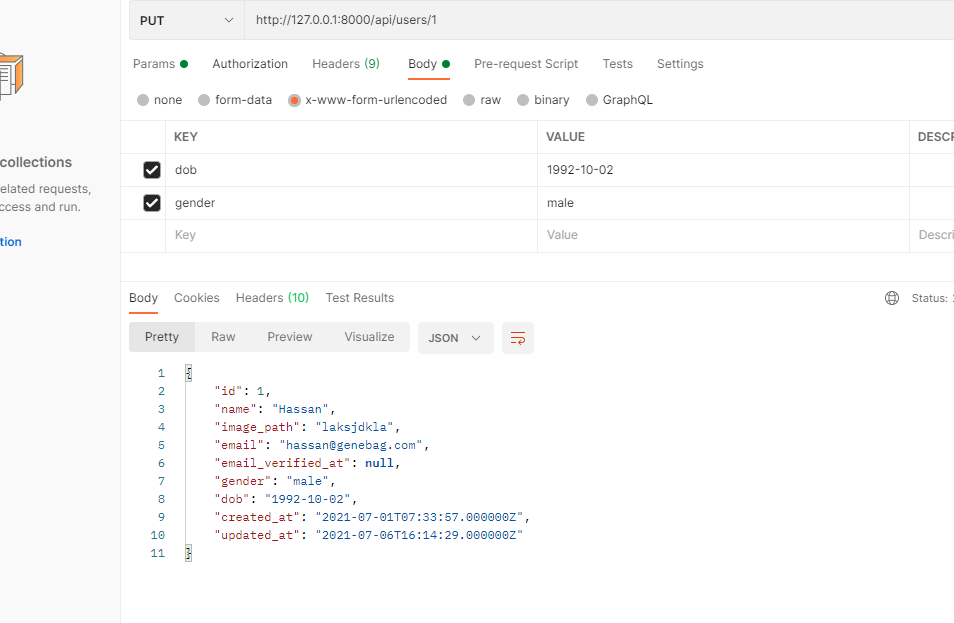 PUT http://127.0.0.1:8000/api/users/1
Params Authorization Headers (9) Body Pre-request Script Tests Settings
none form-data x-www-form-urlencoded raw binary GraphQL
KEY VALUE DESCR
dob 1992-10-02
gender male
Key Value Descri
collections
elated requests,
ccess and run.
tion
Body Cookies Headers (10) Test Results Status:
Pretty Raw Preview Visualize JSON
1 {
2 "id": 1,
3 "name": "Hassan",
4 "image_path": "laksjdkla",
5 "email": "hassan@genebag.com",
6 "email_verified_at": null,
7 "gender": "male",
8 "dob": "1992-10-02",
9 "created_at": "2021-07-01T07:33:57.000000Z",
10 "updated_at": "2021-07-06T16:14:29.000000Z"
11 }